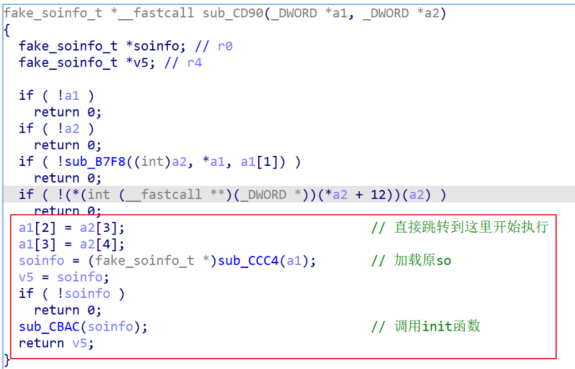 fake_soinfo_t *__fastcall sub_CD90(_DWORD *a1, _DWORD *a2)
{
  fake_soinfo_t *soinfo; // r0
  fake_soinfo_t *v5; // r4
  if ( !a1 )
    return 0;
  if ( !a2 )
    return 0;
  if ( !sub_B7F8((int)a2, *a1, a1[1]) )
    return 0;
  if ( !(*(int (__fastcall **)(_DWORD *))(*a2 + 12))(a2) )
    return 0;
  a1[2] = a2[3]; // 直接跳转到这里开始执行
  a1[3] = a2[4];
  soinfo = (fake_soinfo_t *)sub_CCC4(a1); // 加载原so
  v5 = soinfo;
  if ( !soinfo )
    return 0;
  sub_CBAC(soinfo); // 调用init函数
  return v5;
}